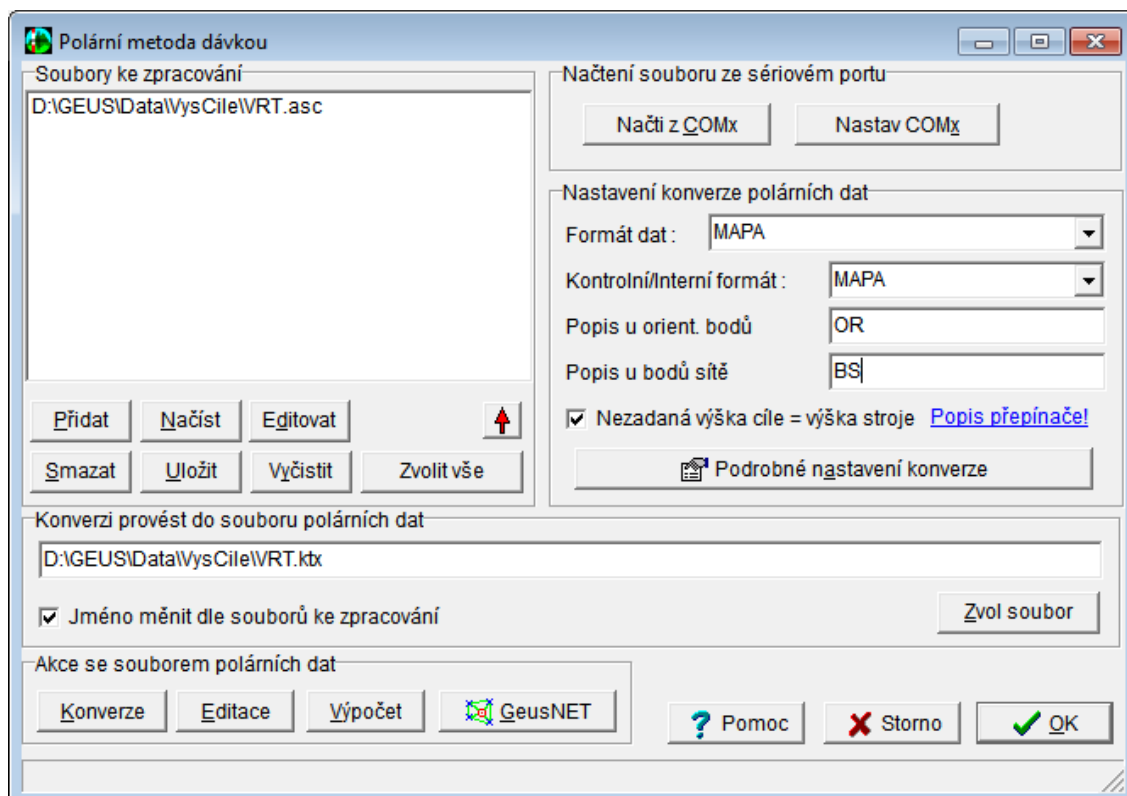 Polární metoda dávkou
Soubory ke zpracování
D:\GEUS\Data\VysCile\VRT.asc
Přidat Načíst Editovat
Smazat Uložit Vyčistit Zvolit vše
Načtení souboru ze sériovém portu
Načti z COMx Nastav COMx
Nastavení konverze polárních dat
Formát dat : MAPA
Kontrolní/Interní formát : MAPA
Popis u orient. bodů OR
Popis u bodů sítě BS
Nezadaná výška cíle = výška stroje Popis přepínače!
Podrobné nastavení konverze
Konverzi provést do souboru polárních dat
D:\GEUS\Data\VysCile\VRT.ktx
Jméno měnit dle souborů ke zpracování
Zvol soubor
Akce se souborem polárních dat
Konverze Editace Výpočet GeusNET
Pomoc Storno OK